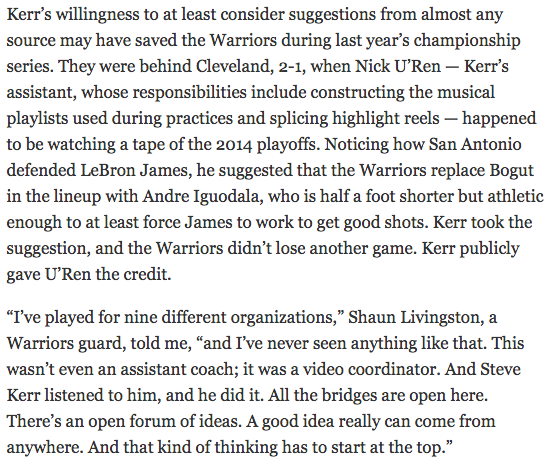 Kerr’s willingness to at least consider suggestions from almost any
source may have saved the Warriors during last year’s championship
series. They were behind Cleveland, 2-1, when Nick U’Ren — Kerr’s
assistant, whose responsibilities include constructing the musical
playlists used during practices and splicing highlight reels — happened
to be watching a tape of the 2014 playoffs. Noticing how San Antonio
defended LeBron James, he suggested that the Warriors replace Bogut
in the lineup with Andre Iguodala, who is half a foot shorter but athletic
enough to at least force James to work to get good shots. Kerr took the
suggestion, and the Warriors didn’t lose another game. Kerr publicly
gave U’Ren the credit.
“I’ve played for nine different organizations,” Shaun Livingston, a
Warriors guard, told me, “and I’ve never seen anything like that. This
wasn’t even an assistant coach; it was a video coordinator. And Steve
Kerr listened to him, and he did it. All the bridges are open here.
There’s an open forum of ideas. A good idea really can come from
anywhere. And that kind of thinking has to start at the top.”